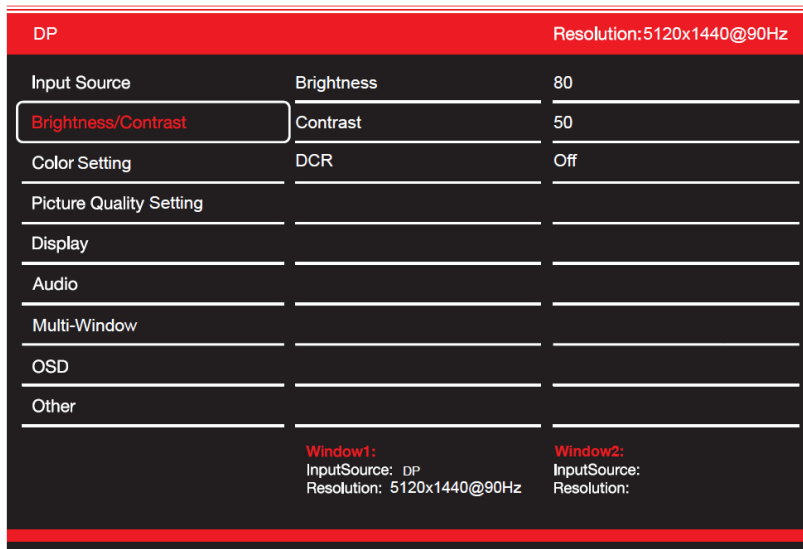 DP Resolution:5120x1440@90Hz
Input Source Brightness 80
Brightness/Contrast Contrast 50
Color Setting DCR Off
Picture Quality Setting
Display
Audio
Multi-Window
OSD
Other
Window1: Window2:
InputSource: DP InputSource:
Resolution: 5120x1440@90Hz Resolution: